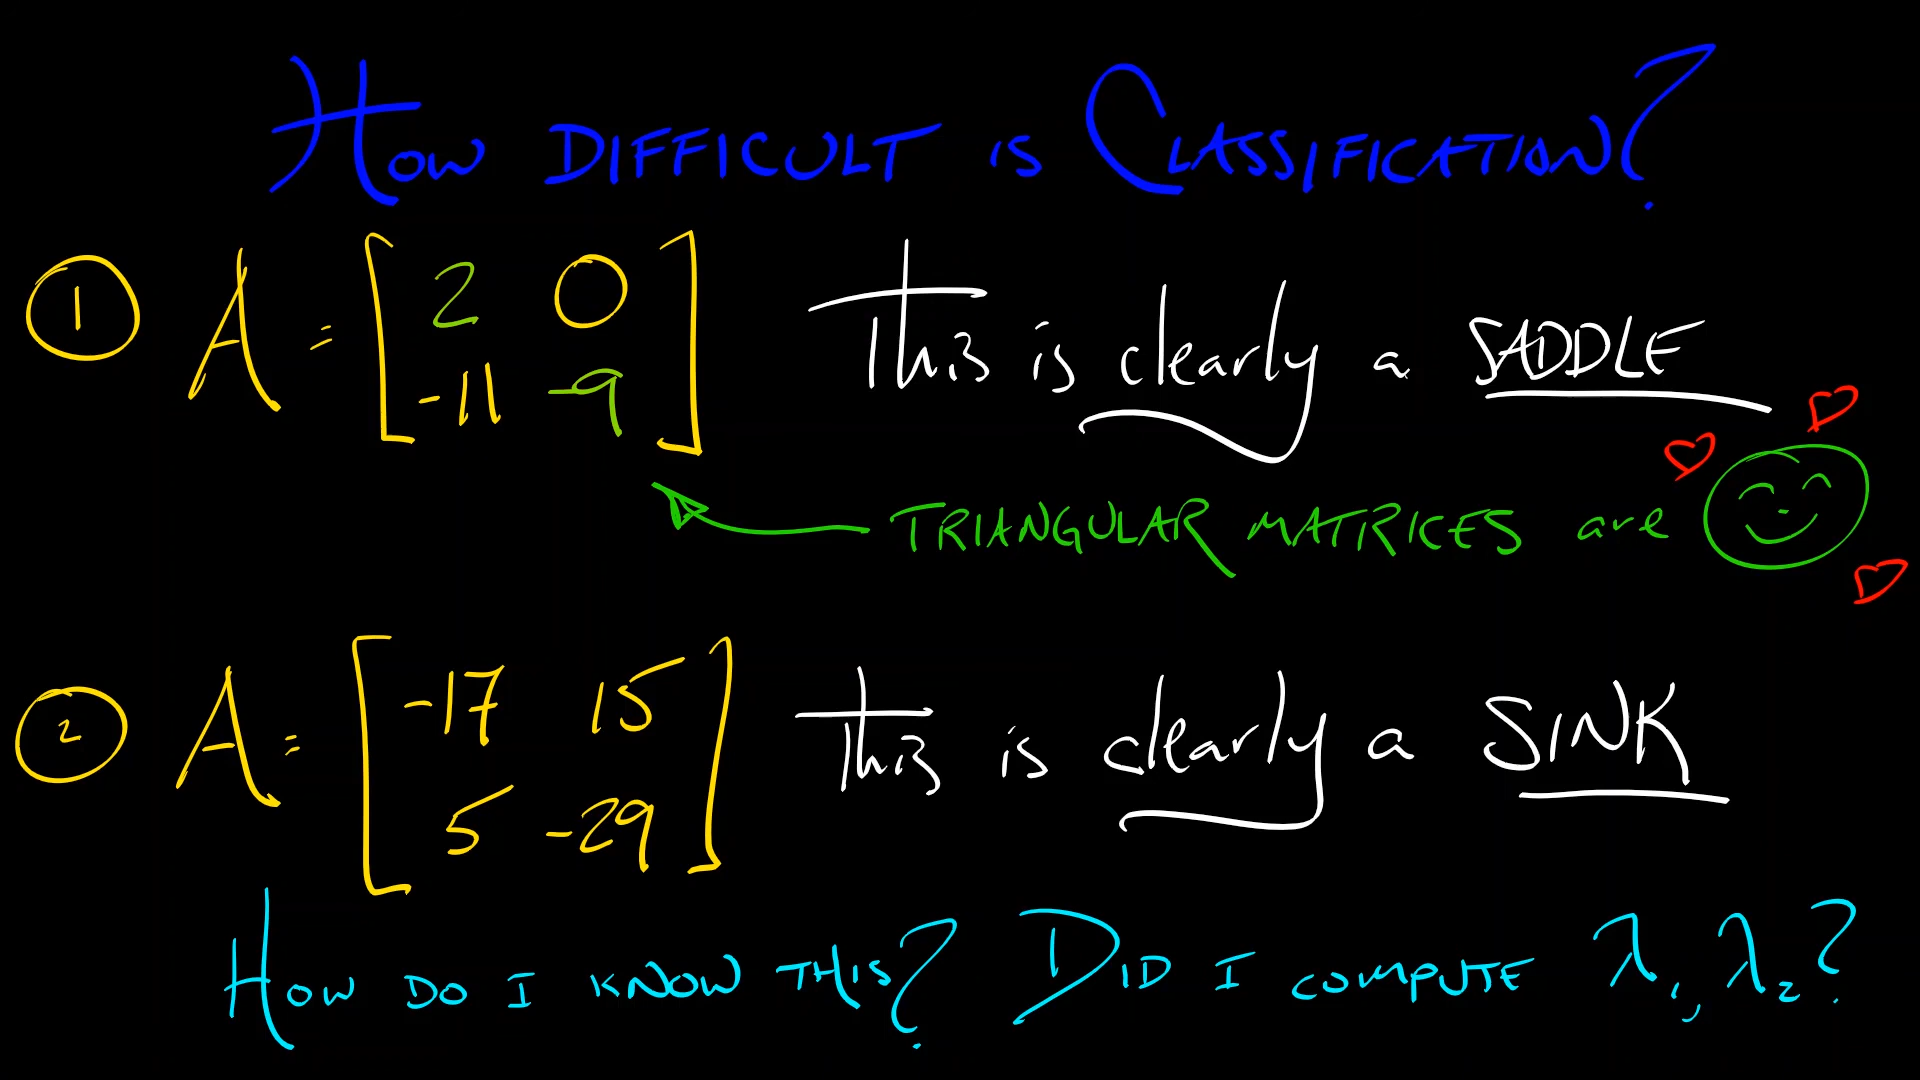 HOW DIFFICULT IS CLASSIFICATION?
① A = [2 0 This is clearly a SADDLE
-11 -9]
TRIANGULAR MATRICES are
② A = [-17 15 This is clearly a SINK
5 -29]
HOW DO I KNOW THIS? DID I COMPUTE λ₁, λ₂?